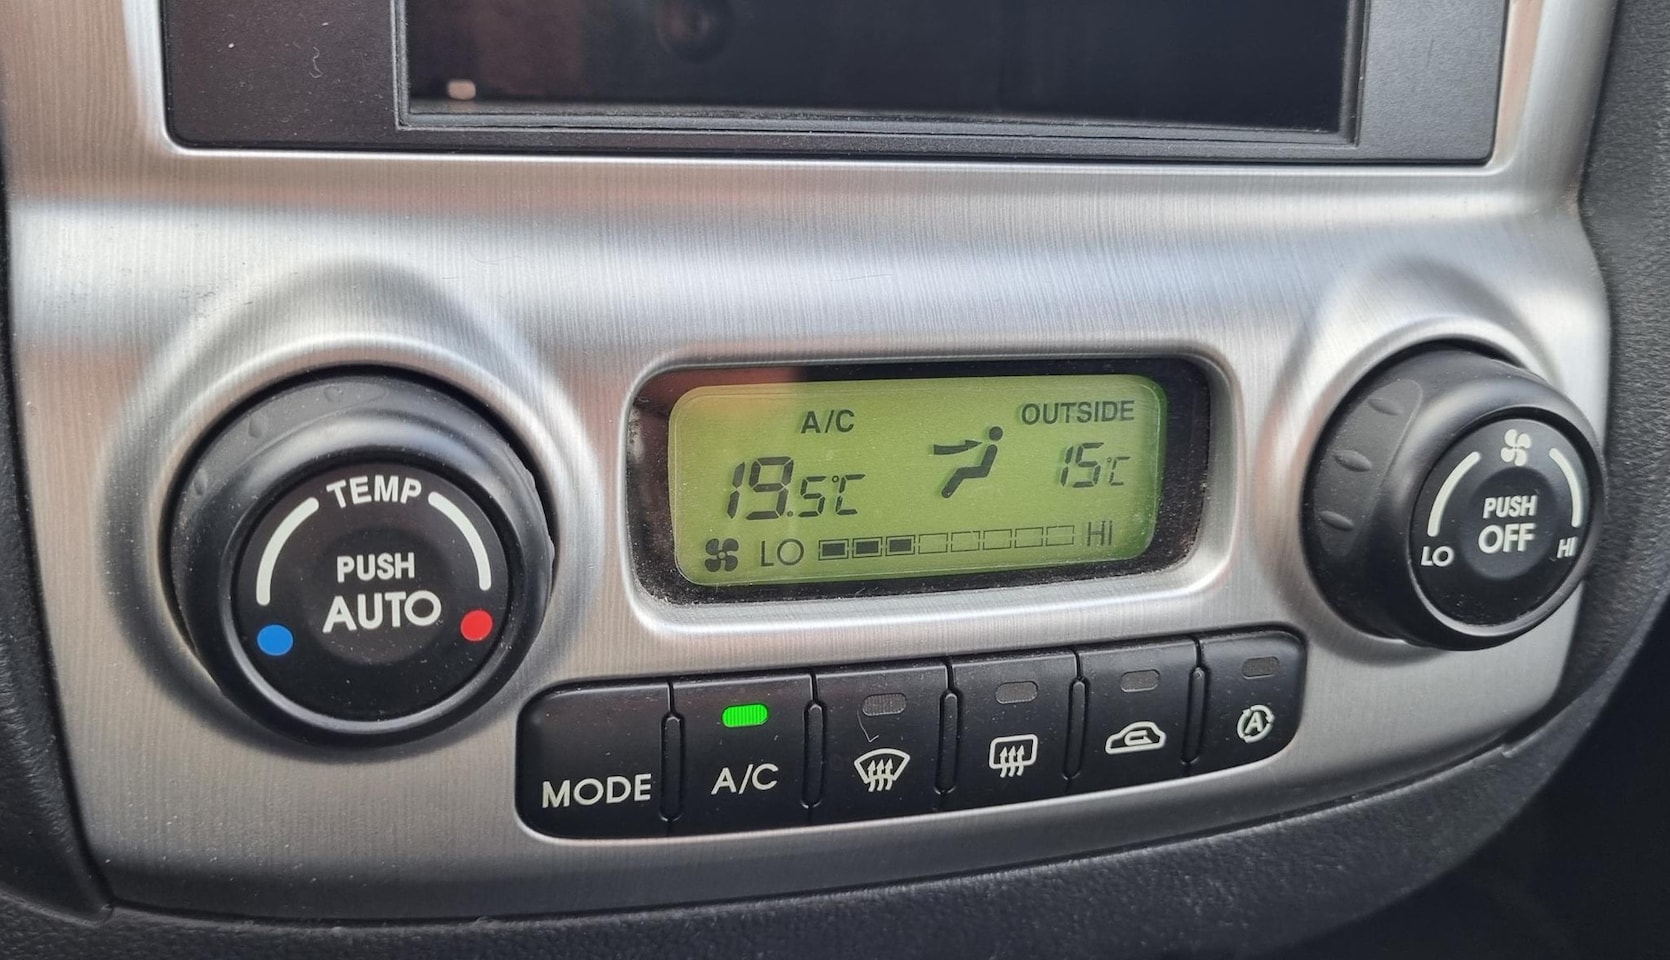 A/C OUTSIDE
19.5°C 15°C
LO HI
TEMP
PUSH
AUTO
PUSH
OFF
LO HI
MODE
A/C
A